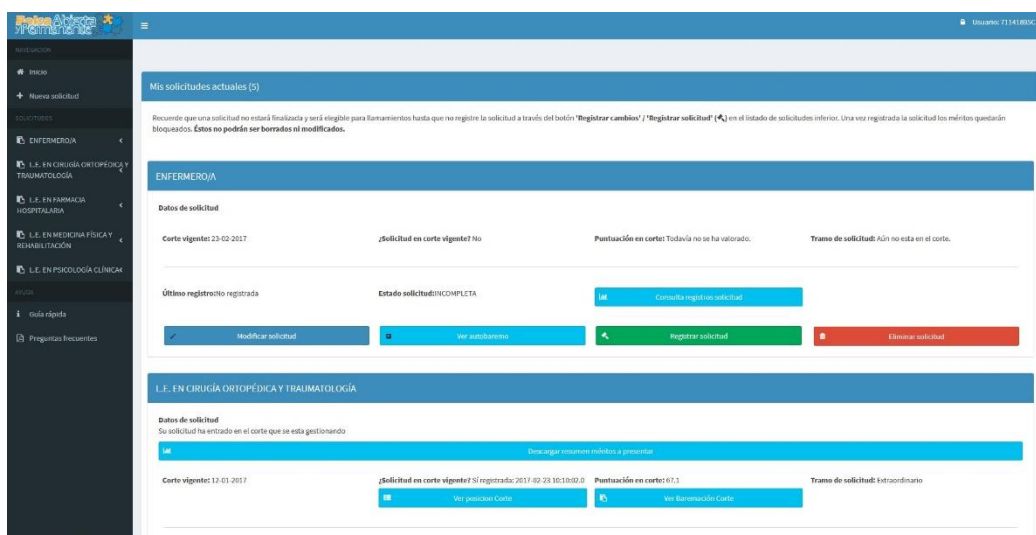 Bolsa Abierta
y Permanente
Usuario: 71141805C
NAVEGACIÓN
Inicio
Nueva solicitud
SOLICITUDES
ENFERMERO/A
L.E. EN CIRUGÍA ORTOPÉDICA Y
TRAUMATOLOGÍA
L.E. EN FARMACIA
HOSPITALARIA
L.E. EN MEDICINA FÍSICA Y
REHABILITACIÓN
L.E. EN PSICOLOGÍA CLÍNICA
AYUDA
Guía rápida
Preguntas frecuentes
Mis solicitudes actuales (5)
Recuerde que una solicitud no estará finalizada y será elegible para llamamientos hasta que no registre la solicitud a través del botón 'Registrar cambios' / 'Registrar solicitud' () en el listado de solicitudes inferior. Una vez registrada la solicitud los méritos quedarán
bloqueados. Éstos no podrán ser borrados ni modificados.
ENFERMERO/A
Datos de solicitud
Corte vigente: 23-02-2017 ¿Solicitud en corte vigente? No Puntuación en corte: Todavía no se ha valorado. Tramo de solicitud: Aún no esta en el corte.
Último registro:No registrada Estado solicitud:INCOMPLETA Consulta registros solicitud
Modificar solicitud Ver autobaremo Registrar solicitud Eliminar solicitud
L.E. EN CIRUGÍA ORTOPÉDICA Y TRAUMATOLOGÍA
Datos de solicitud
Su solicitud ha entrado en el corte que se esta gestionando
Descargar resumen méritos a presentar
Corte vigente: 12-01-2017 ¿Solicitud en corte vigente? Sí registrada: 2017-02-23 10:10:02.0 Puntuación en corte: 67.1 Tramo de solicitud: Extraordinario
Ver posicion Corte Ver Baremación Corte